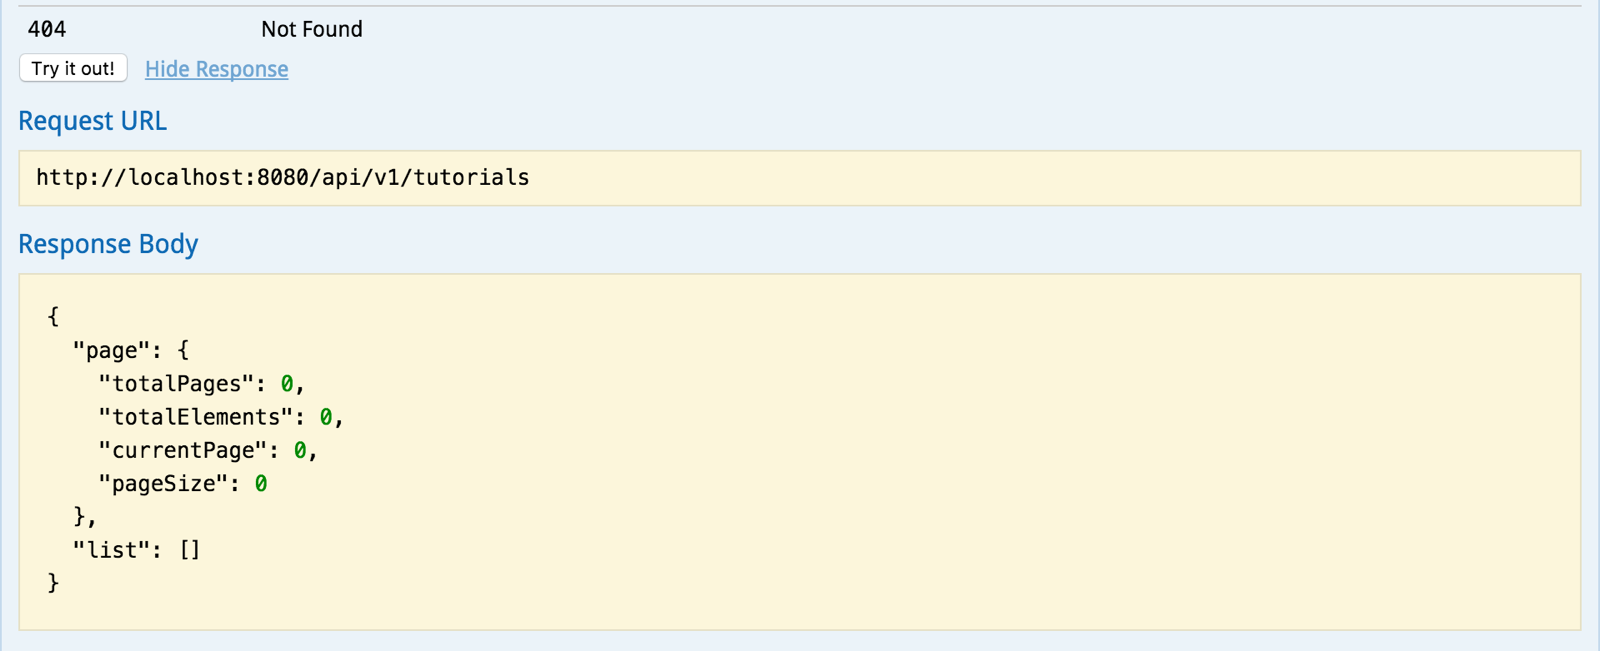 404 Not Found
Try it out! Hide Response
Request URL
http://localhost:8080/api/v1/tutorials
Response Body
{
"page": {
"totalPages": 0,
"totalElements": 0,
"currentPage": 0,
"pageSize": 0
},
"list": []
}